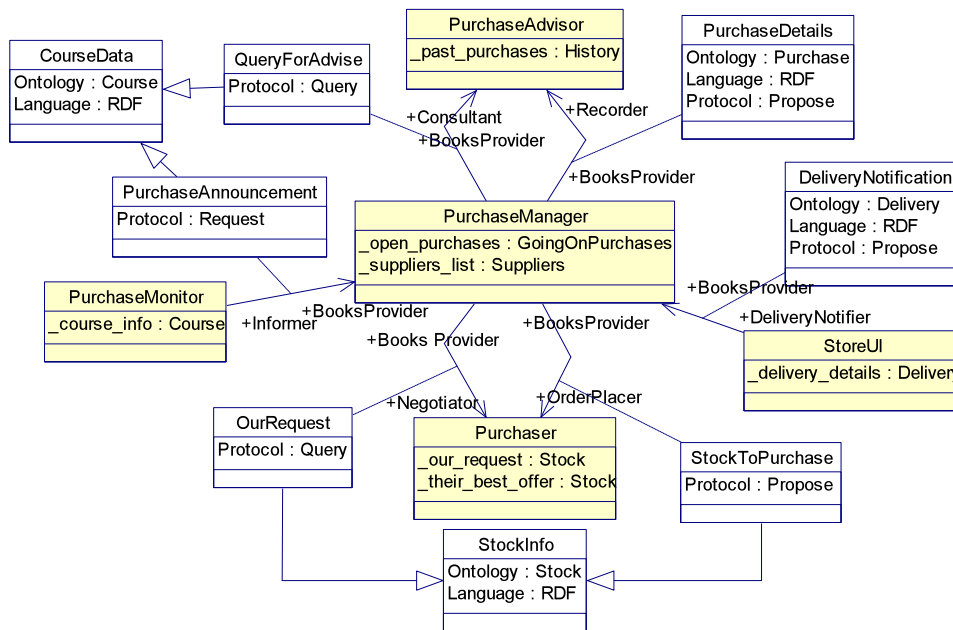 PurchaseAdvisor
_past_purchases : History
PurchaseDetails
Ontology : Purchase
Language : RDF
Protocol : Propose
CourseData
Ontology : Course
Language : RDF
QueryForAdvise
Protocol : Query
+Consultant
+BooksProvider
+Recorder
+BooksProvider
PurchaseAnnouncement
Protocol : Request
PurchaseManager
_open_purchases : GoingOnPurchases
_suppliers_list : Suppliers
DeliveryNotification
Ontology : Delivery
Language : RDF
Protocol : Propose
PurchaseMonitor
_course_info : Course
+Informer
+BooksProvider
+BooksProvider
+DeliveryNotifier
+Books Provider
+BooksProvider
StoreUI
_delivery_details : Delivery
+Negotiator
+OrderPlacer
OurRequest
Protocol : Query
Purchaser
_our_request : Stock
_their_best_offer : Stock
StockToPurchase
Protocol : Propose
StockInfo
Ontology : Stock
Language : RDF